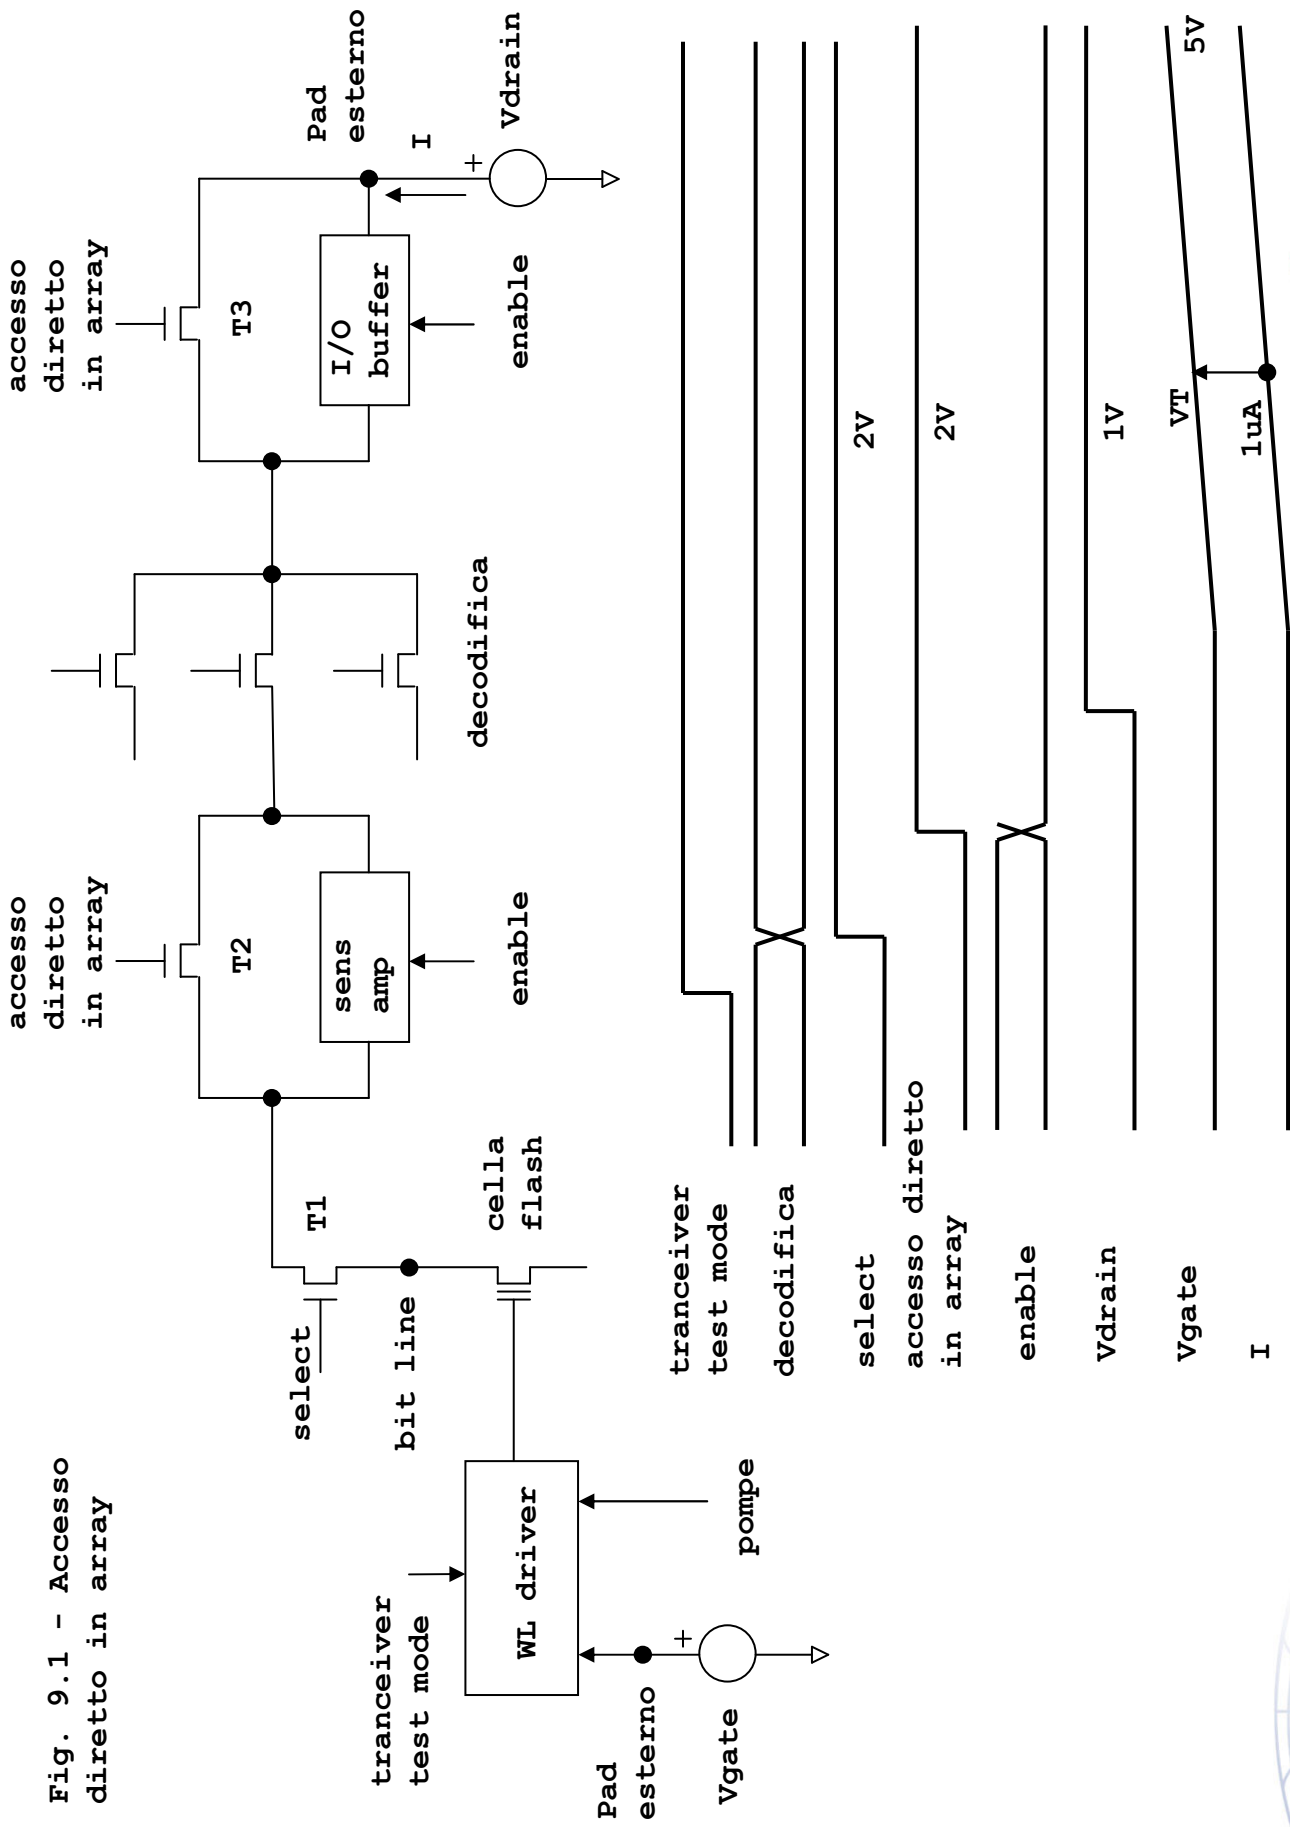 Fig. 9.1 - Accesso
diretto in array
accesso
diretto
in array
accesso
diretto
in array
T2
T3
Pad
esterno
I
Vdrain
select
T1
bit line
cella
flash
sens
amp
enable
decodifica
I/O
buffer
enable
tranceiver
test mode
WL driver
pompe
Pad
esterno
Vgate
tranceiver
test mode
decodifica
select
2V
accesso diretto
in array
2V
enable
Vdrain
1V
Vgate
VT
5V
I
1uA